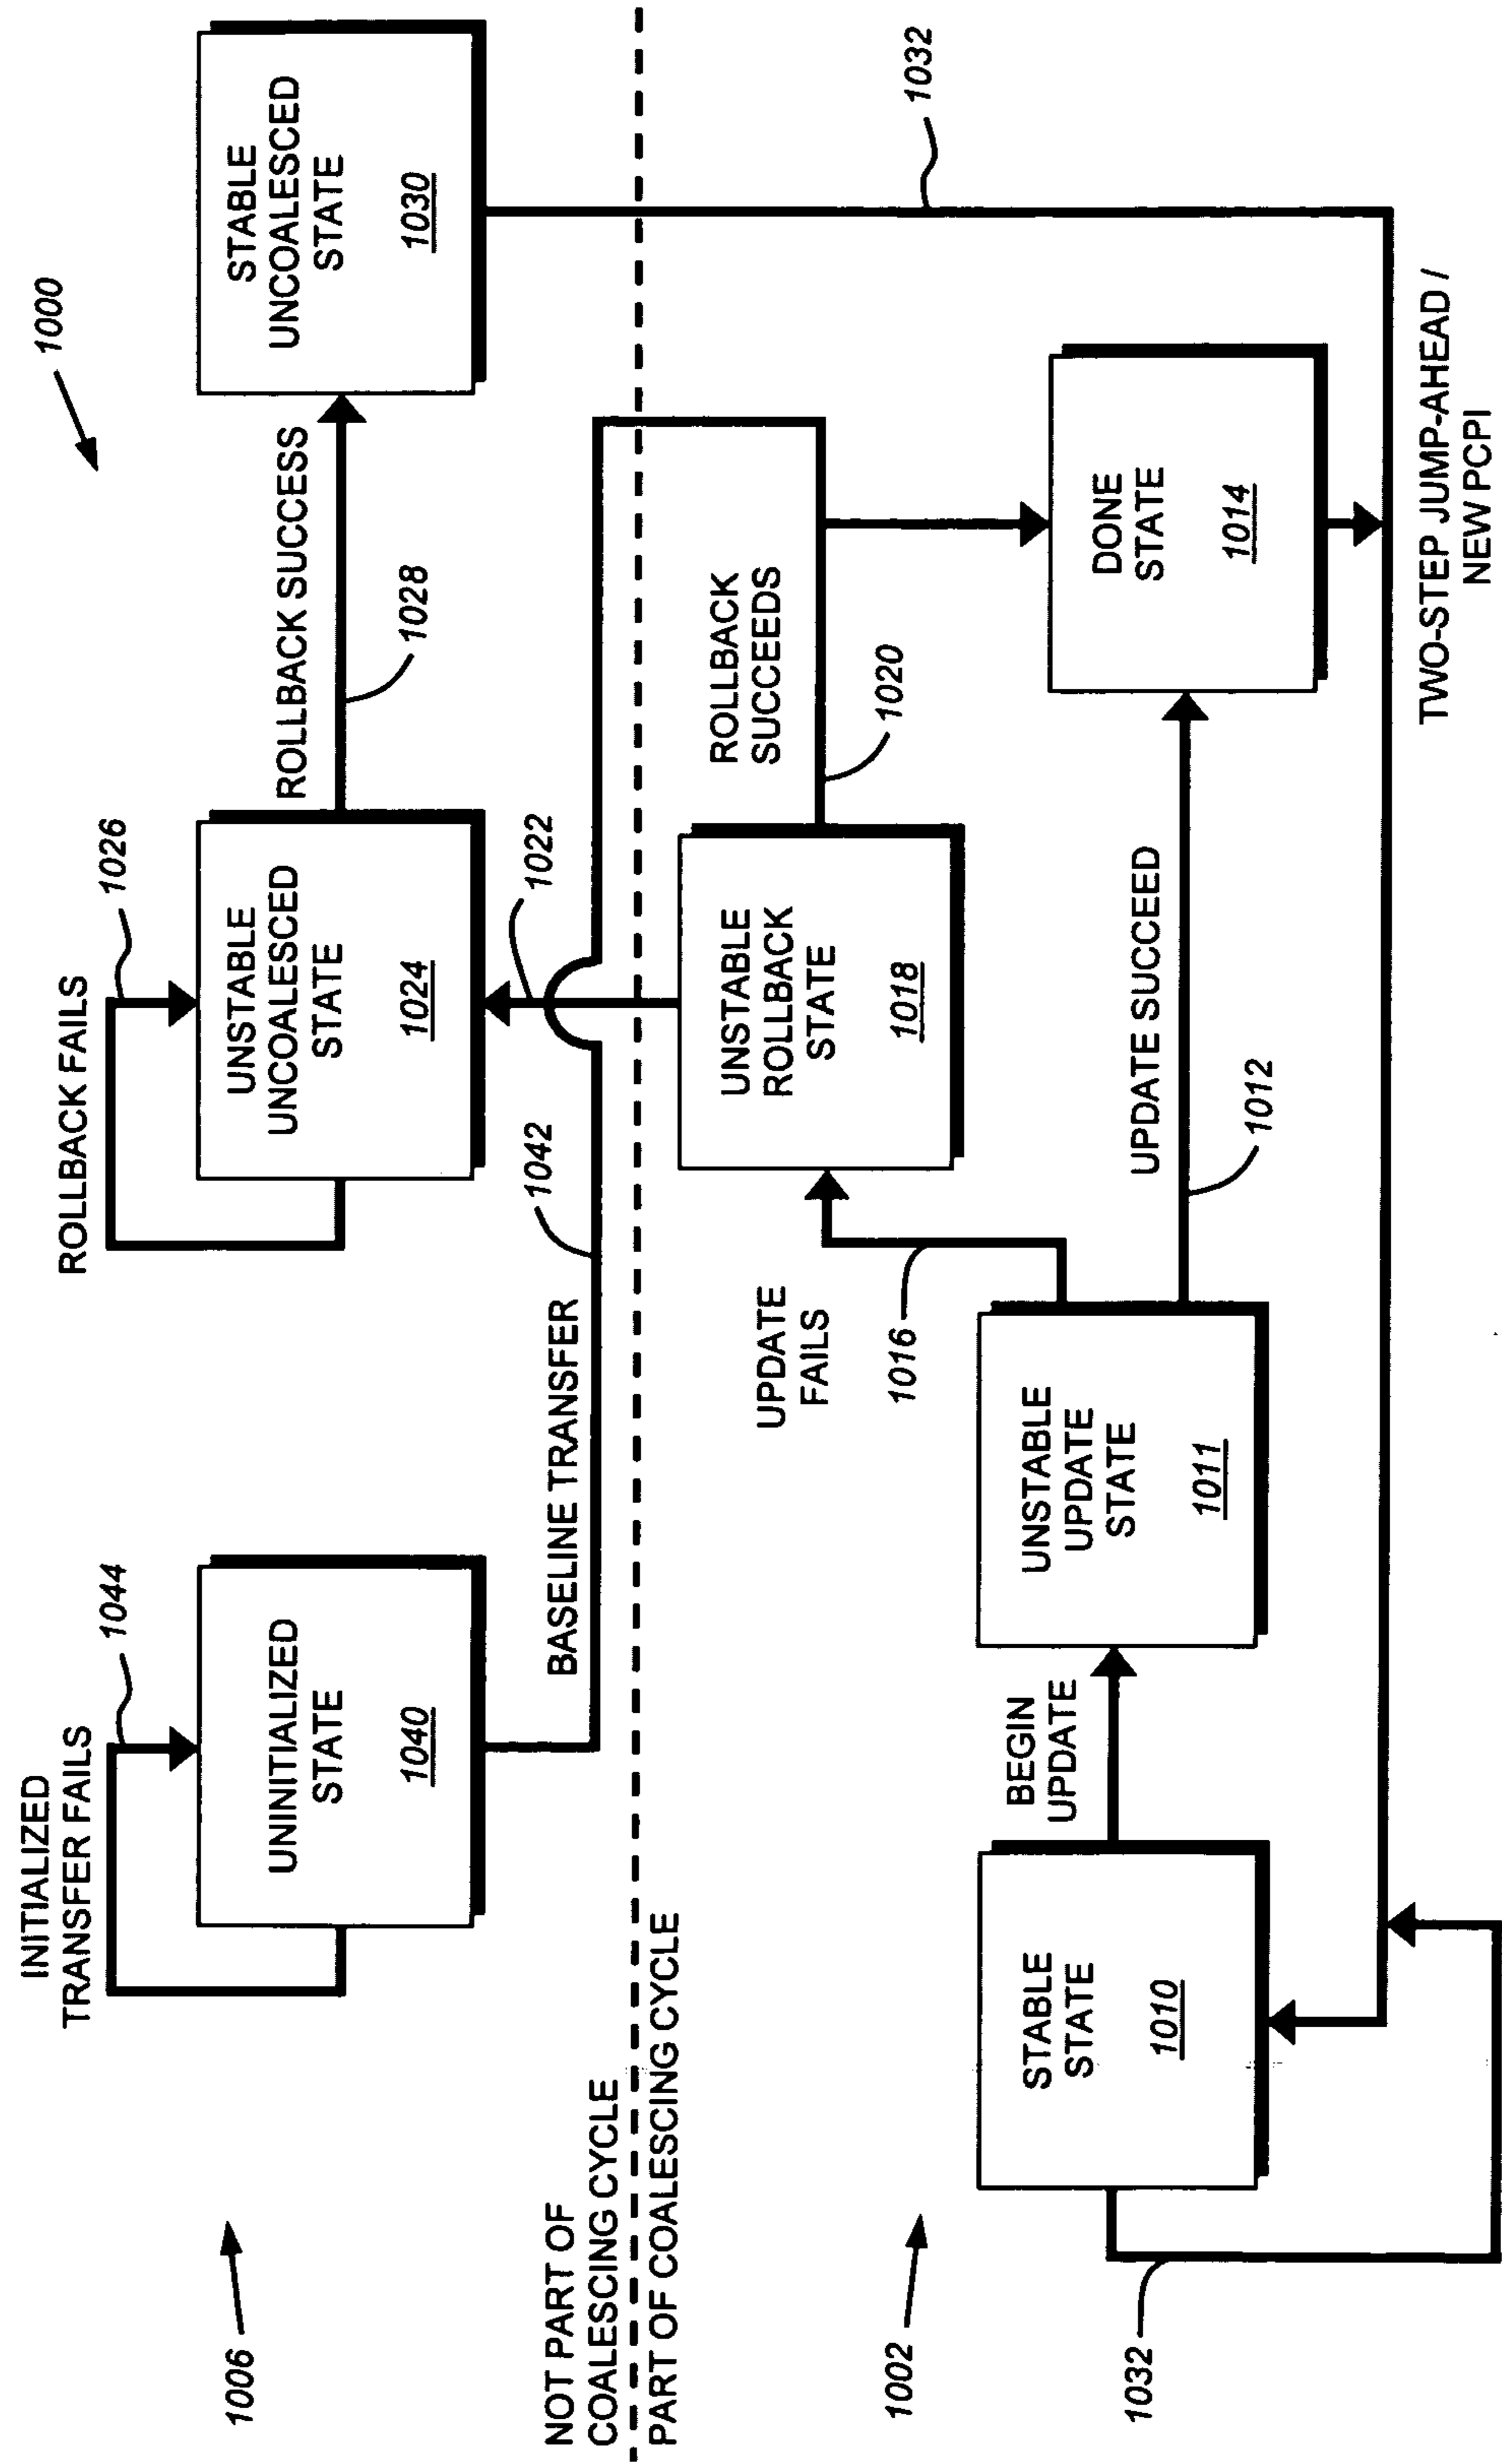 1000
INITIALIZED
TRANSFER FAILS
1044
UNINITIALIZED
STATE
1040
ROLLBACK FAILS
1026
UNSTABLE
UNCOALESCED
STATE
1024
ROLLBACK SUCCESS
1028
STABLE
UNCOALESCED
STATE
1030
1006
BASELINE TRANSFER
1042
1022
NOT PART OF
COALESCING CYCLE
PART OF COALESCING CYCLE
1032
UNSTABLE
ROLLBACK
STATE
1018
ROLLBACK
SUCCEEDS
1020
UPDATE
FAILS
1016
1002
STABLE
STATE
1010
BEGIN
UPDATE
UNSTABLE
UPDATE
STATE
1011
UPDATE SUCCEED
1012
DONE
STATE
1014
1032
TWO-STEP JUMP-AHEAD /
NEW PCPI